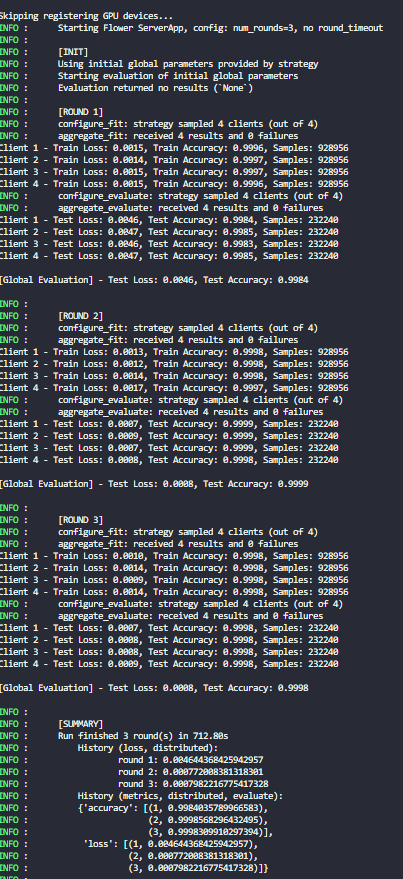 Skipping registering GPU devices...
INFO :      Starting Flower ServerApp, config: num_rounds=3, no round_timeout
INFO :
INFO :      [INIT]
INFO :      Using initial global parameters provided by strategy
INFO :      Starting evaluation of initial global parameters
INFO :      Evaluation returned no results (`None`)
INFO :
INFO :      [ROUND 1]
INFO :      configure_fit: strategy sampled 4 clients (out of 4)
INFO :      aggregate_fit: received 4 results and 0 failures
Client 1 - Train Loss: 0.0015, Train Accuracy: 0.9996, Samples: 928956
Client 2 - Train Loss: 0.0014, Train Accuracy: 0.9997, Samples: 928956
Client 3 - Train Loss: 0.0015, Train Accuracy: 0.9997, Samples: 928956
Client 4 - Train Loss: 0.0015, Train Accuracy: 0.9996, Samples: 928956
INFO :      configure_evaluate: strategy sampled 4 clients (out of 4)
INFO :      aggregate_evaluate: received 4 results and 0 failures
Client 1 - Test Loss: 0.0046, Test Accuracy: 0.9984, Samples: 232240
Client 2 - Test Loss: 0.0047, Test Accuracy: 0.9985, Samples: 232240
Client 3 - Test Loss: 0.0046, Test Accuracy: 0.9983, Samples: 232240
Client 4 - Test Loss: 0.0047, Test Accuracy: 0.9985, Samples: 232240
[Global Evaluation] - Test Loss: 0.0046, Test Accuracy: 0.9984
INFO :
INFO :      [ROUND 2]
INFO :      configure_fit: strategy sampled 4 clients (out of 4)
INFO :      aggregate_fit: received 4 results and 0 failures
Client 1 - Train Loss: 0.0013, Train Accuracy: 0.9998, Samples: 928956
Client 2 - Train Loss: 0.0012, Train Accuracy: 0.9998, Samples: 928956
Client 3 - Train Loss: 0.0014, Train Accuracy: 0.9998, Samples: 928956
Client 4 - Train Loss: 0.0017, Train Accuracy: 0.9997, Samples: 928956
INFO :      configure_evaluate: strategy sampled 4 clients (out of 4)
INFO :      aggregate_evaluate: received 4 results and 0 failures
Client 1 - Test Loss: 0.0007, Test Accuracy: 0.9999, Samples: 232240
Client 2 - Test Loss: 0.0009, Test Accuracy: 0.9999, Samples: 232240
Client 3 - Test Loss: 0.0007, Test Accuracy: 0.9999, Samples: 232240
Client 4 - Test Loss: 0.0008, Test Accuracy: 0.9998, Samples: 232240
[Global Evaluation] - Test Loss: 0.0008, Test Accuracy: 0.9999
INFO :
INFO :      [ROUND 3]
INFO :      configure_fit: strategy sampled 4 clients (out of 4)
INFO :      aggregate_fit: received 4 results and 0 failures
Client 1 - Train Loss: 0.0010, Train Accuracy: 0.9998, Samples: 928956
Client 2 - Train Loss: 0.0014, Train Accuracy: 0.9998, Samples: 928956
Client 3 - Train Loss: 0.0009, Train Accuracy: 0.9998, Samples: 928956
Client 4 - Train Loss: 0.0014, Train Accuracy: 0.9998, Samples: 928956
INFO :      configure_evaluate: strategy sampled 4 clients (out of 4)
INFO :      aggregate_evaluate: received 4 results and 0 failures
Client 1 - Test Loss: 0.0007, Test Accuracy: 0.9998, Samples: 232240
Client 2 - Test Loss: 0.0008, Test Accuracy: 0.9998, Samples: 232240
Client 3 - Test Loss: 0.0008, Test Accuracy: 0.9998, Samples: 232240
Client 4 - Test Loss: 0.0009, Test Accuracy: 0.9998, Samples: 232240
[Global Evaluation] - Test Loss: 0.0008, Test Accuracy: 0.9998
INFO :
INFO :      [SUMMARY]
INFO :      Run finished 3 round(s) in 712.80s
INFO :          History (loss, distributed):
INFO :                  round 1: 0.004644368425942957
INFO :                  round 2: 0.000772008381318301
INFO :                  round 3: 0.0007982216775417328
INFO :          History (metrics, distributed, evaluate):
INFO :          {'accuracy': [(1, 0.9984035789966583),
INFO :                        (2, 0.9998568296432495),
INFO :                        (3, 0.9998309910297394)],
INFO :           'loss': [(1, 0.004644368425942957),
INFO :                    (2, 0.000772008381318301),
INFO :                    (3, 0.0007982216775417328)]}
INFO :